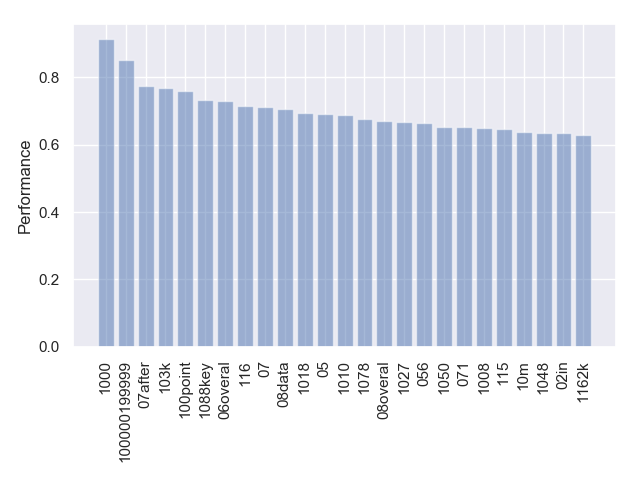 Performance
0.8
0.6
0.4
0.2
0.0
1000
100000199999
07after
103k
100point
1088key
06overal
116
07
08data
1018
05
1010
1078
08overal
1027
056
1050
071
1008
115
10m
1048
02in
1162k